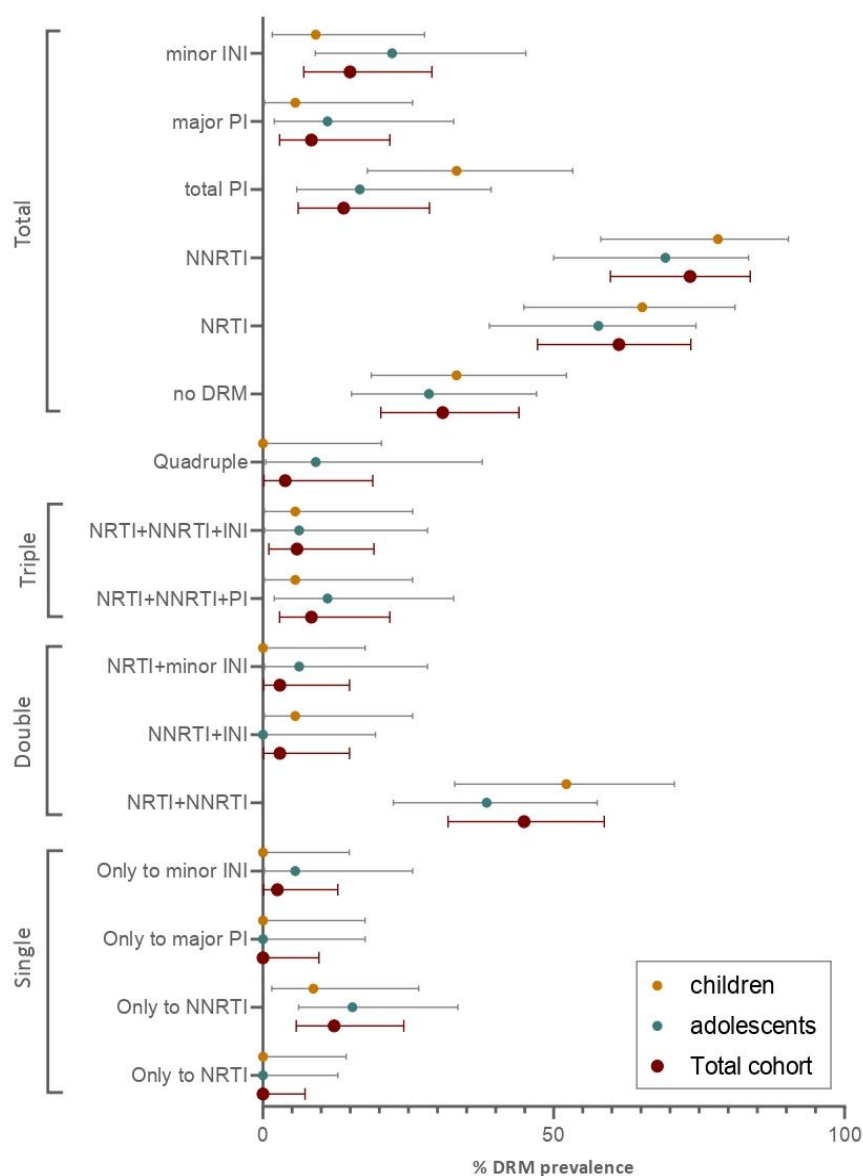 Total
minor INI
major PI
total PI
NNRTI
NRTI
no DRM
Quadruple
Triple
NRTI+NNRTI+INI
NRTI+NNRTI+PI
Double
NRTI+minor INI
NNRTI+INI
NRTI+NNRTI
Single
Only to minor INI
Only to major PI
Only to NNRTI
Only to NRTI
children
adolescents
Total cohort
0 50 100
% DRM prevalence